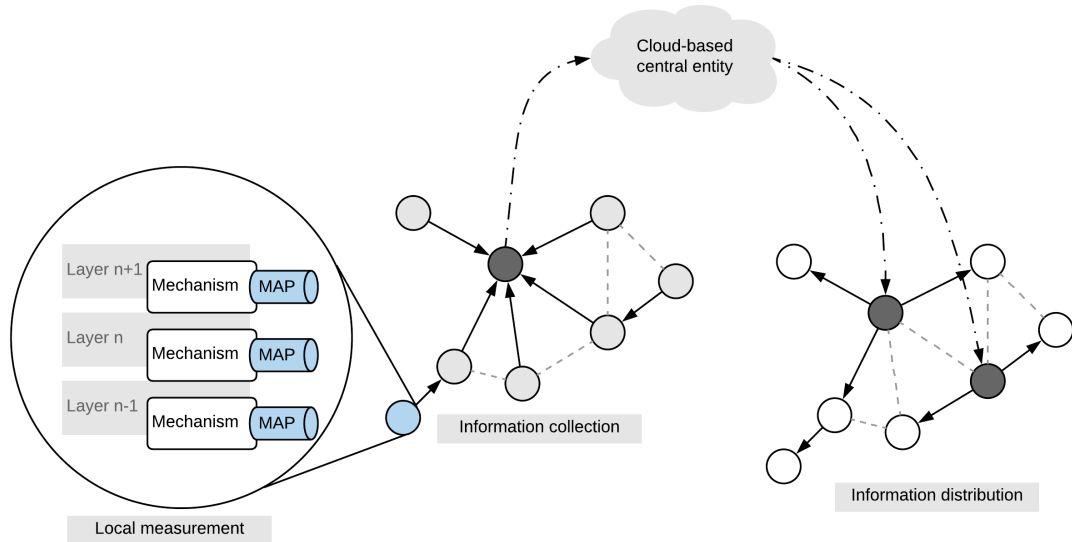 Cloud-based
central entity
Layer n+1
Mechanism
MAP
Layer n
Mechanism
MAP
Layer n-1
Mechanism
MAP
Information collection
Information distribution
Local measurement